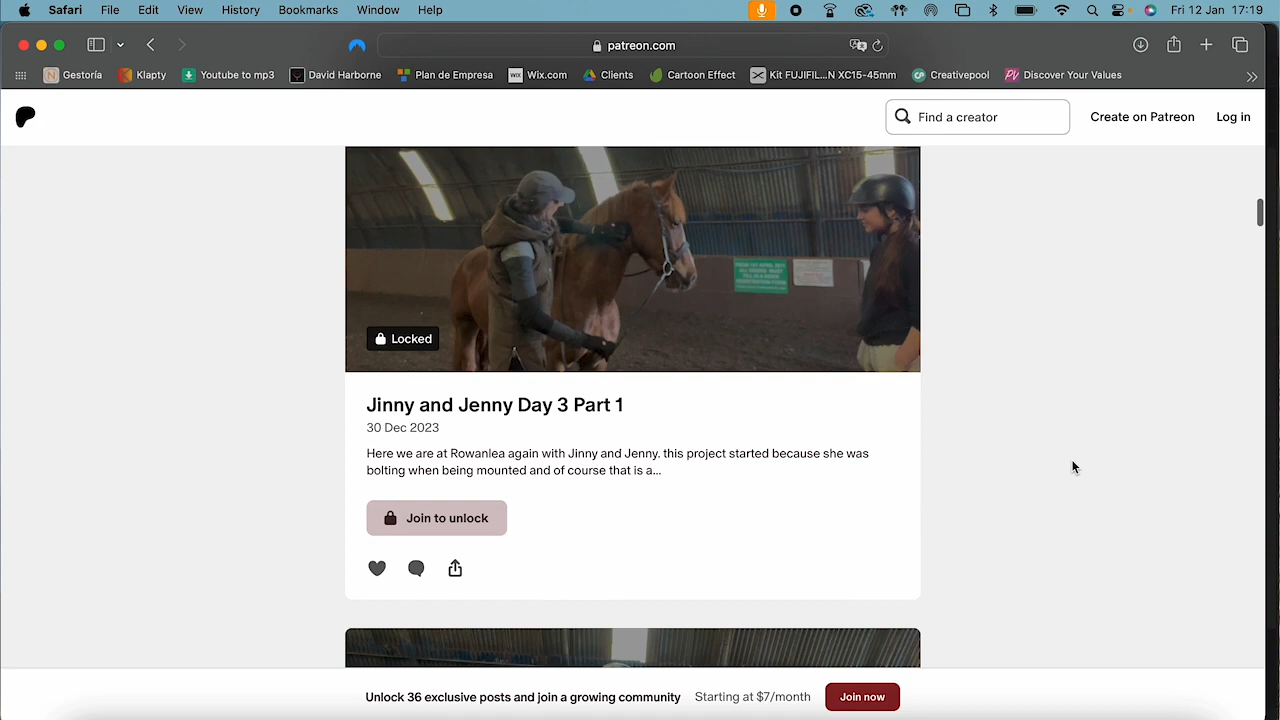 Safari File Edit View History Bookmarks Window Help Fri 12 Jan 17:19
patreon.com
Gestoría Klapty Youtube to mp3 David Harborne Plan de Empresa Wix.com Clients Cartoon Effect Kit FUJIFIL...N XC15-45mm Creativepool Discover Your Values
Find a creator Create on Patreon Log in
Locked
Jinny and Jenny Day 3 Part 1
30 Dec 2023
Here we are at Rowanlea again with Jinny and Jenny. this project started because she was
bolting when being mounted and of course that is a...
Join to unlock
Unlock 36 exclusive posts and join a growing community Starting at $7/month Join now